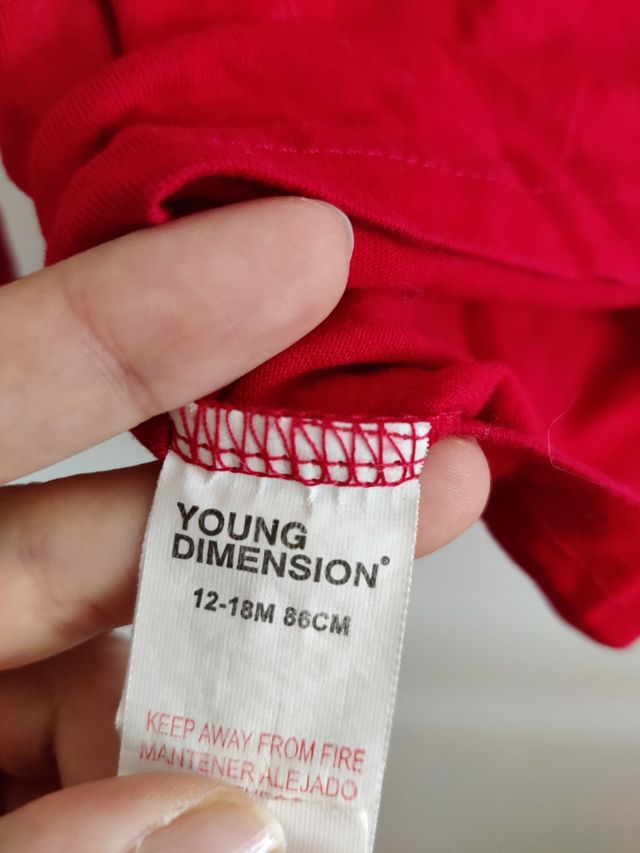 YOUNG
DIMENSION®
12-18M 86CM
KEEP AWAY FROM FIRE
MANTENER ALEJADO